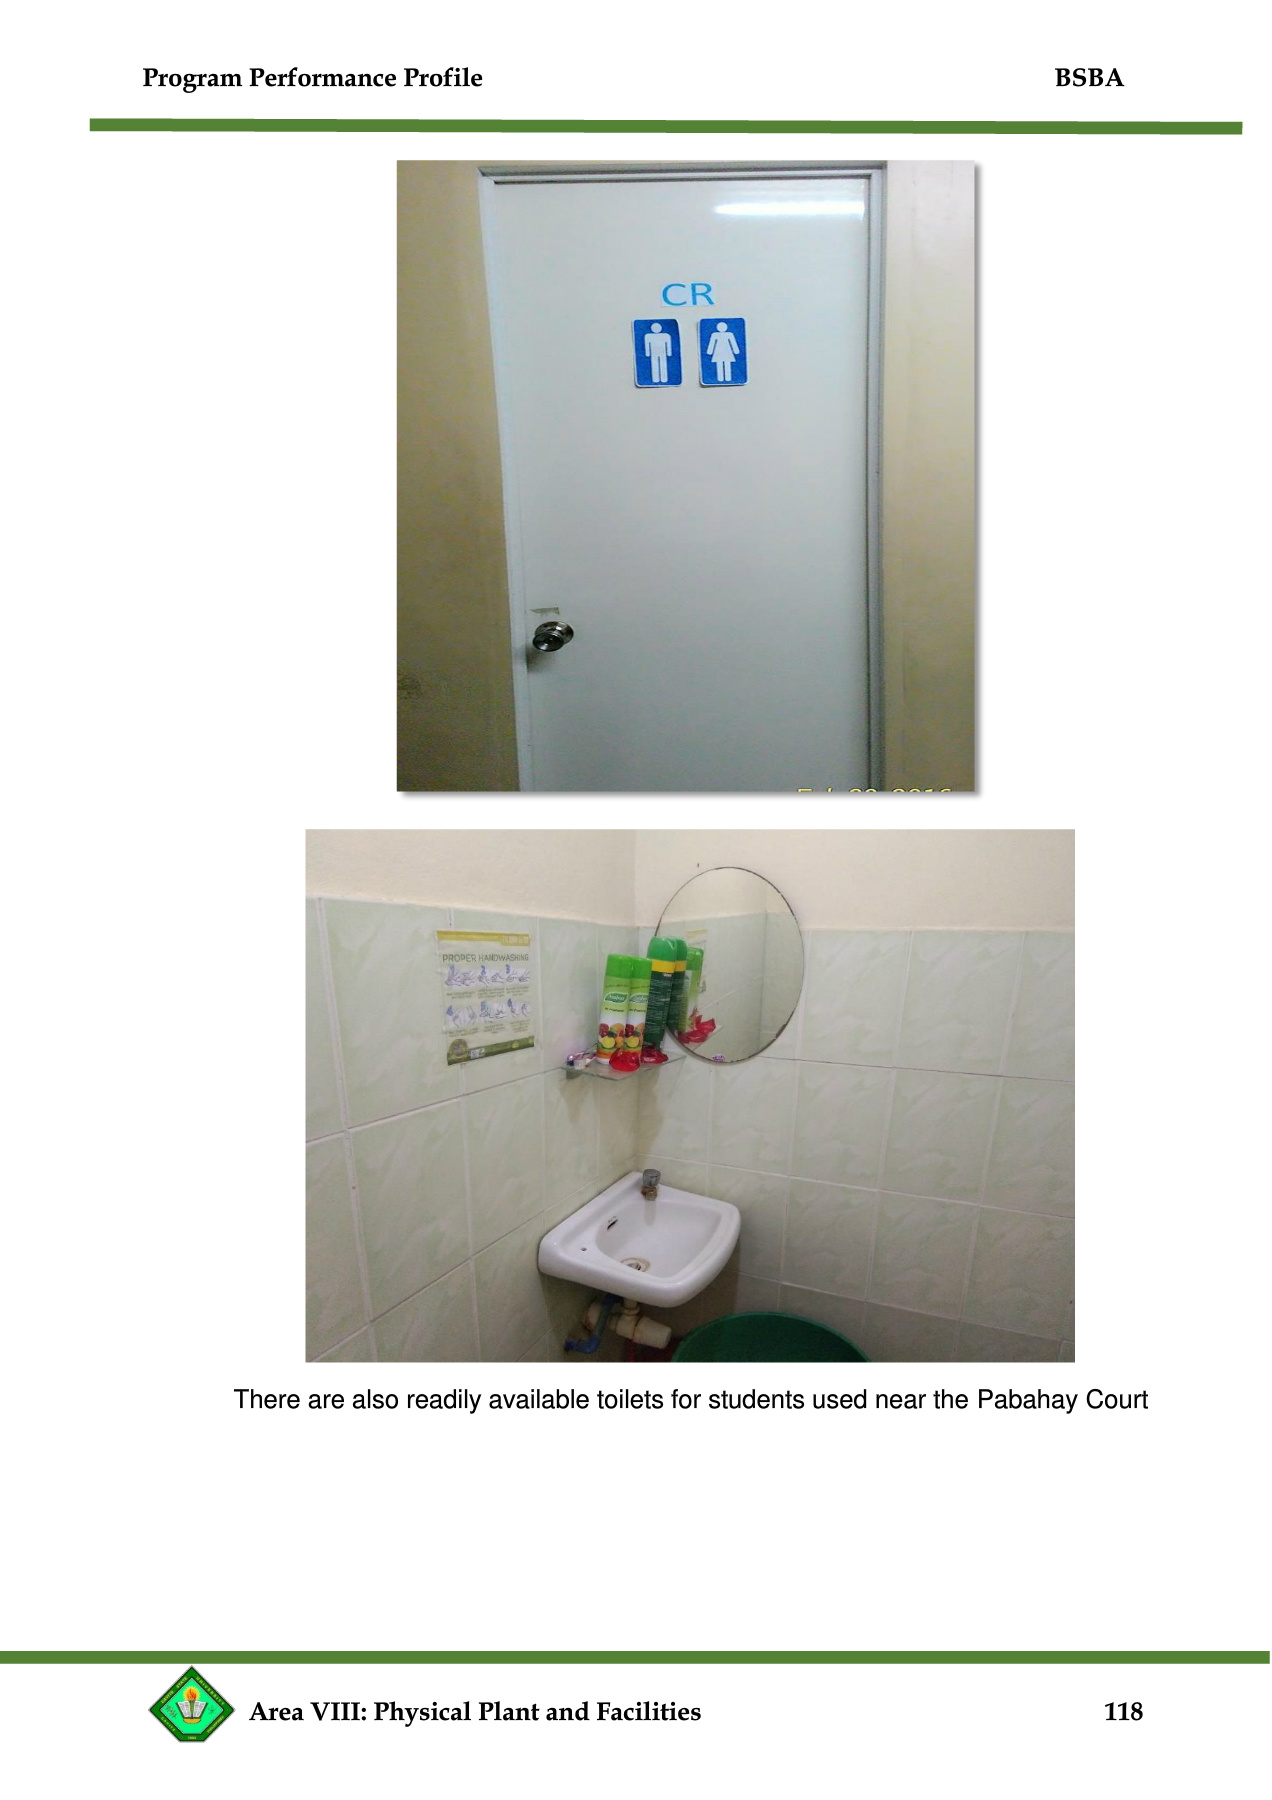 Program Performance Profile BSBA
CR
PROPER HANDWASHING
There are also readily available toilets for students used near the Pabahay Court
Area VIII: Physical Plant and Facilities 118